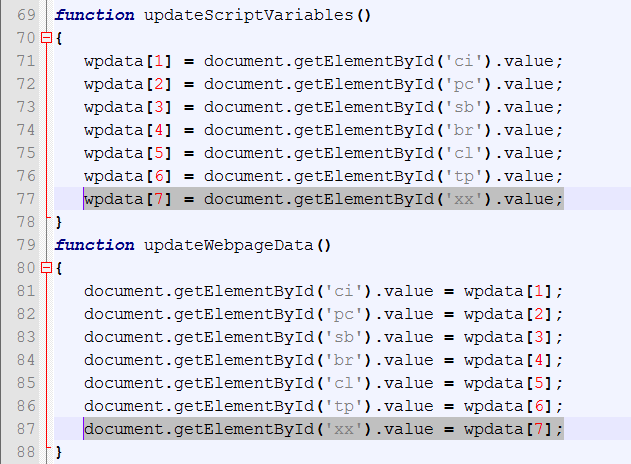 69 function updateScriptVariables()
70 {
71 wpdata[1] = document.getElementById('ci').value;
72 wpdata[2] = document.getElementById('pc').value;
73 wpdata[3] = document.getElementById('sb').value;
74 wpdata[4] = document.getElementById('br').value;
75 wpdata[5] = document.getElementById('cl').value;
76 wpdata[6] = document.getElementById('tp').value;
77 wpdata[7] = document.getElementById('xx').value;
78 }
79 function updateWebpageData()
80 {
81 document.getElementById('ci').value = wpdata[1];
82 document.getElementById('pc').value = wpdata[2];
83 document.getElementById('sb').value = wpdata[3];
84 document.getElementById('br').value = wpdata[4];
85 document.getElementById('cl').value = wpdata[5];
86 document.getElementById('tp').value = wpdata[6];
87 document.getElementById('xx').value = wpdata[7];
88 }